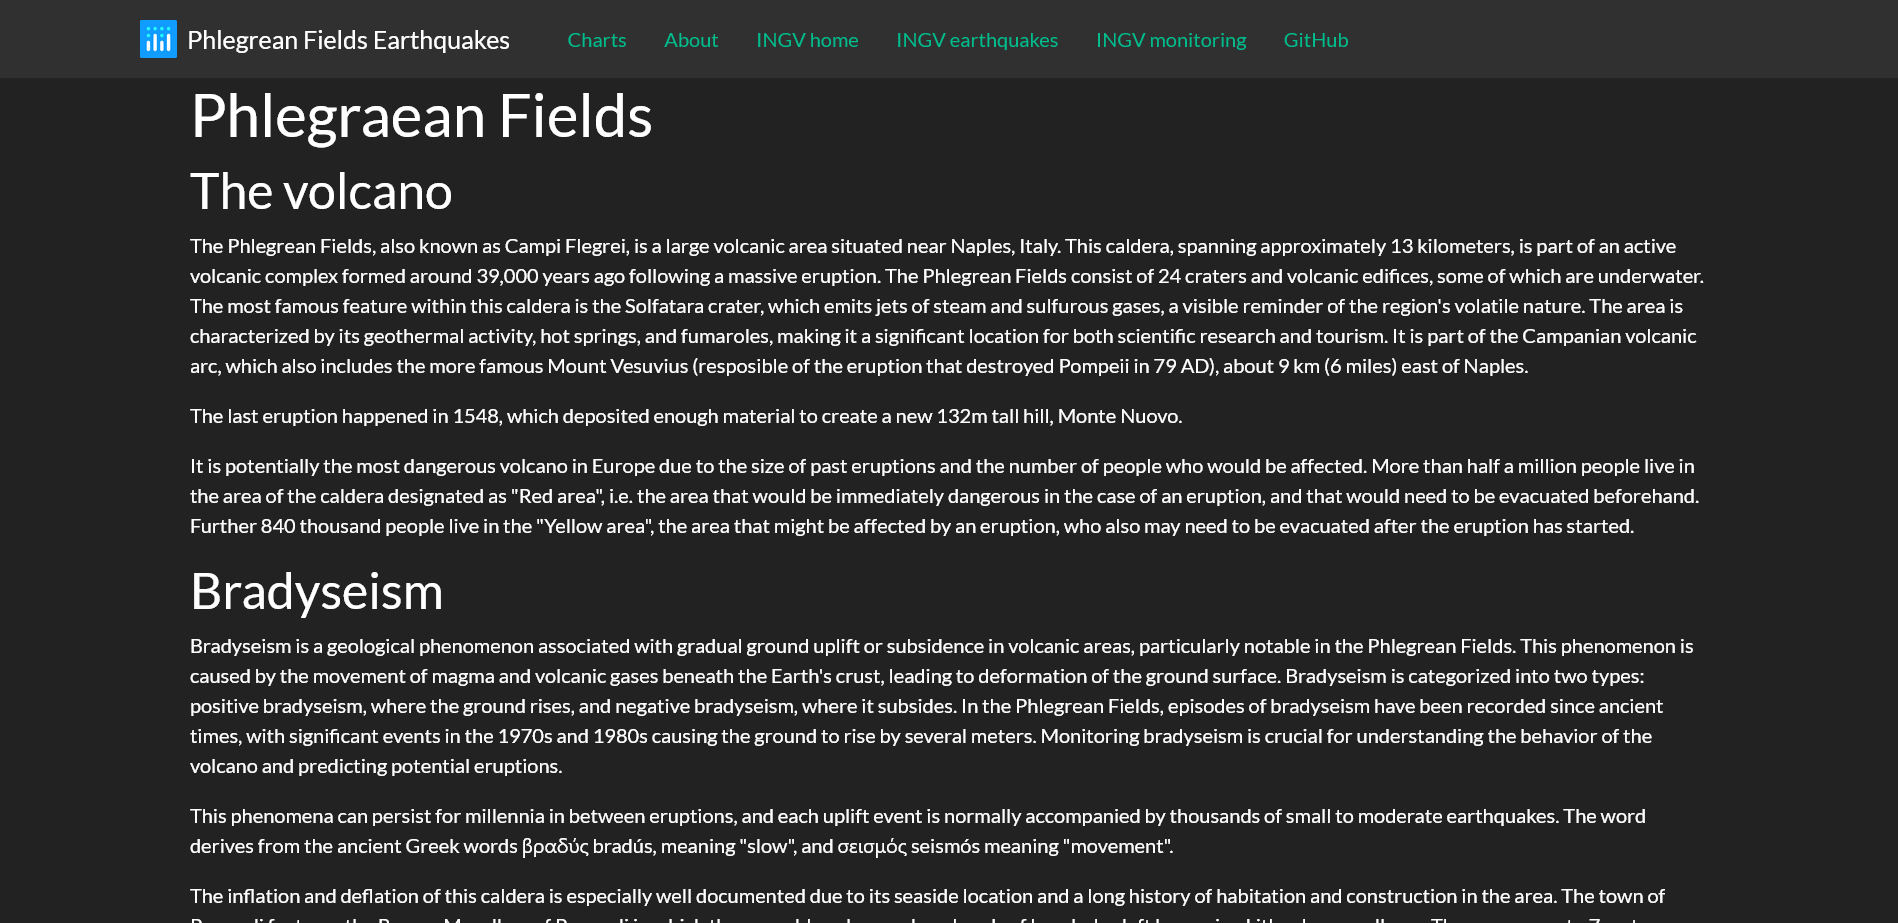 Phlegrean Fields Earthquakes Charts About INGV home INGV earthquakes INGV monitoring GitHub
Phlegraean Fields
The volcano
The Phlegrean Fields, also known as Campi Flegrei, is a large volcanic area situated near Naples, Italy. This caldera, spanning approximately 13 kilometers, is part of an active
volcanic complex formed around 39,000 years ago following a massive eruption. The Phlegrean Fields consist of 24 craters and volcanic edifices, some of which are underwater.
The most famous feature within this caldera is the Solfatara crater, which emits jets of steam and sulfurous gases, a visible reminder of the region's volatile nature. The area is
characterized by its geothermal activity, hot springs, and fumaroles, making it a significant location for both scientific research and tourism. It is part of the Campanian volcanic
arc, which also includes the more famous Mount Vesuvius (resposible of the eruption that destroyed Pompeii in 79 AD), about 9 km (6 miles) east of Naples.
The last eruption happened in 1548, which deposited enough material to create a new 132m tall hill, Monte Nuovo.
It is potentially the most dangerous volcano in Europe due to the size of past eruptions and the number of people who would be affected. More than half a million people live in
the area of the caldera designated as "Red area", i.e. the area that would be immediately dangerous in the case of an eruption, and that would need to be evacuated beforehand.
Further 840 thousand people live in the "Yellow area", the area that might be affected by an eruption, who also may need to be evacuated after the eruption has started.
Bradyseism
Bradyseism is a geological phenomenon associated with gradual ground uplift or subsidence in volcanic areas, particularly notable in the Phlegrean Fields. This phenomenon is
caused by the movement of magma and volcanic gases beneath the Earth's crust, leading to deformation of the ground surface. Bradyseism is categorized into two types:
positive bradyseism, where the ground rises, and negative bradyseism, where it subsides. In the Phlegrean Fields, episodes of bradyseism have been recorded since ancient
times, with significant events in the 1970s and 1980s causing the ground to rise by several meters. Monitoring bradyseism is crucial for understanding the behavior of the
volcano and predicting potential eruptions.
This phenomena can persist for millennia in between eruptions, and each uplift event is normally accompanied by thousands of small to moderate earthquakes. The word
derives from the ancient Greek words βραδύς bradús, meaning "slow", and σεισμός seismós meaning "movement".
The inflation and deflation of this caldera is especially well documented due to its seaside location and a long history of habitation and construction in the area. The town of